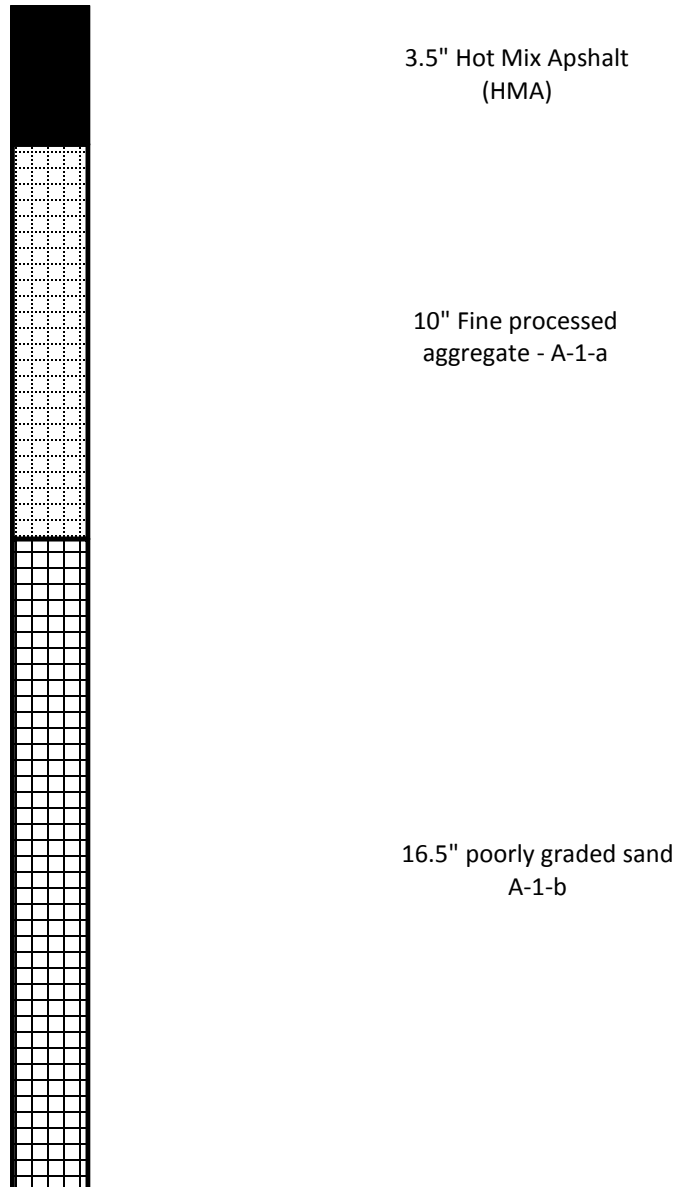 3.5" Hot Mix Apshalt
(HMA)
10" Fine processed
aggregate - A-1-a
16.5" poorly graded sand
A-1-b